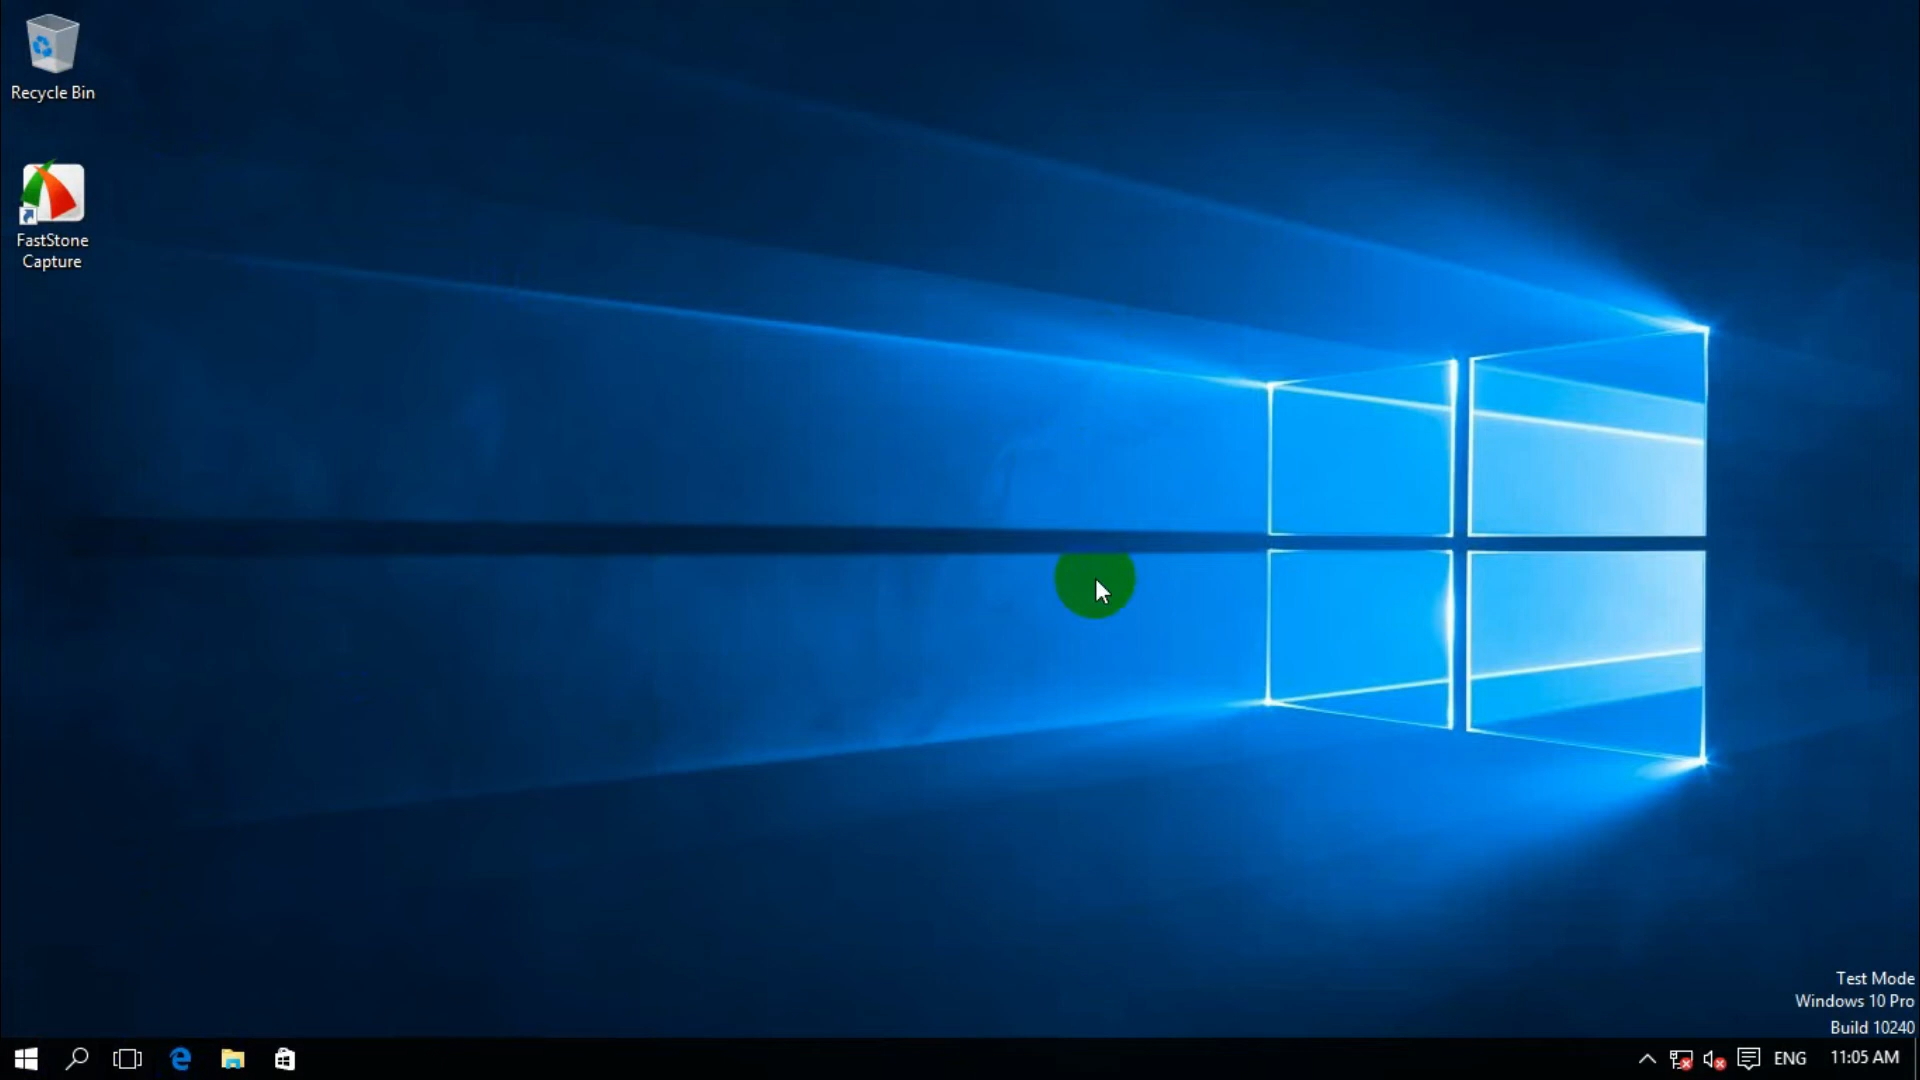 Recycle Bin
FastStone
Capture
Test Mode
Windows 10 Pro
Build 10240
ENG
11:05 AM